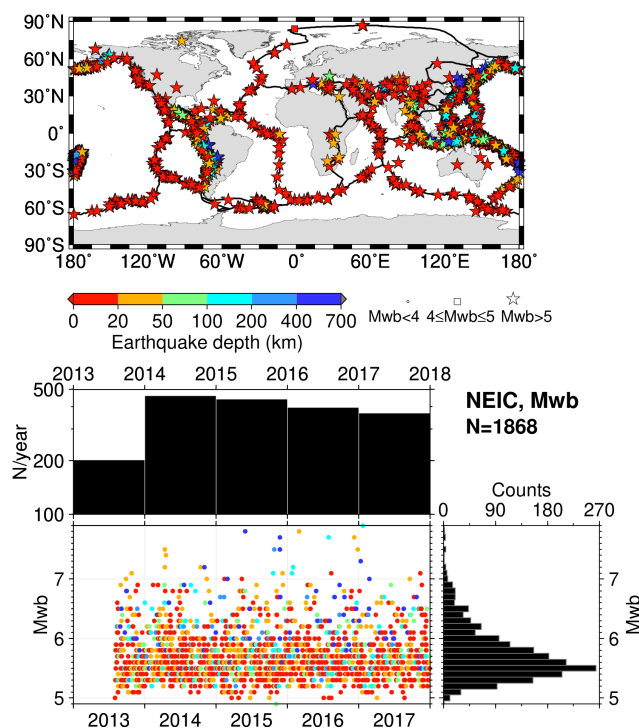 90˚N
60˚N
30˚N
0˚
30˚S
60˚S
90˚S
180˚ 120˚W 60˚W 0˚ 60˚E 120˚E 180˚
0 20 50 100 200 400 700
Earthquake depth (km)
Mwb<4 4≤Mwb≤5 Mwb>5
2013 2014 2015 2016 2017 2018
500
200
100
N/year
NEIC, Mwb
N=1868
Counts
0 90 180 270
7
6
5
Mwb
7
6
5
Mwb
2013 2014 2015 2016 2017